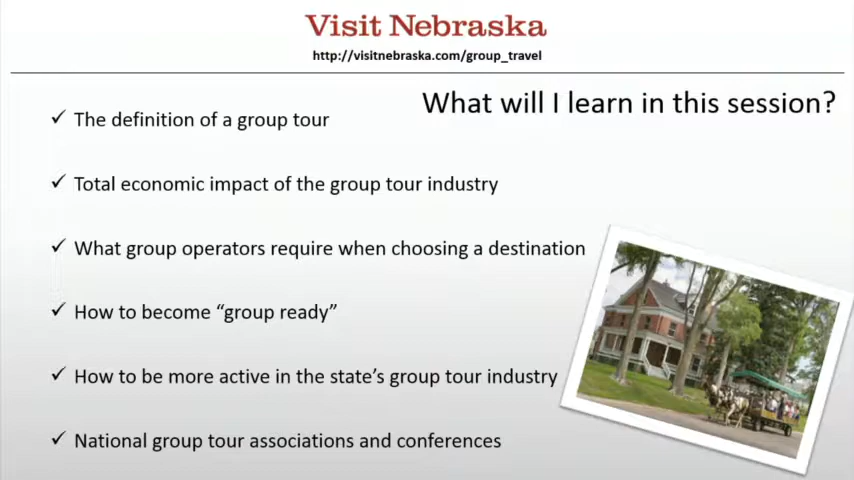 Visit Nebraska
http://visitnebraska.com/group_travel
What will I learn in this session?
✓ The definition of a group tour
✓ Total economic impact of the group tour industry
✓ What group operators require when choosing a destination
✓ How to become “group ready”
✓ How to be more active in the state’s group tour industry
✓ National group tour associations and conferences